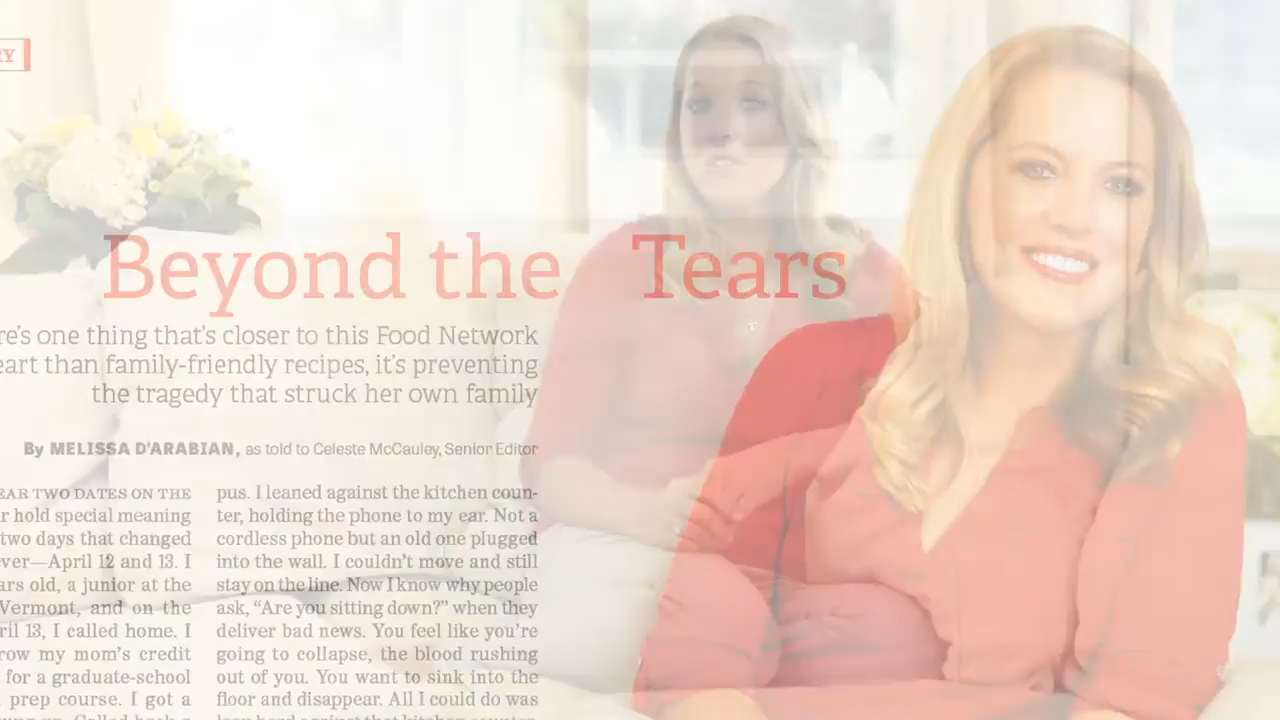 RY
Beyond the Tears
re's one thing that's closer to this Food Network
eart than family-friendly recipes, it's preventing
the tragedy that struck her own family
By MELISSA D'ARABIAN, as told to Celeste McCauley, Senior Editor
EAR TWO DATES ON THE
r hold special meaning
two days that changed
ver—April 12 and 13. I
ars old, a junior at the
Vermont, and on the
ril 13, I called home. I
row my mom's credit
for a graduate-school
prep course. I got a
pus. I leaned against the kitchen coun-
ter, holding the phone to my ear. Not a
cordless phone but an old one plugged
into the wall. I couldn't move and still
stay on the line. Now I know why people
ask, "Are you sitting down?" when they
deliver bad news. You feel like you're
going to collapse, the blood rushing
out of you. You want to sink into the
floor and disappear. All I could do was